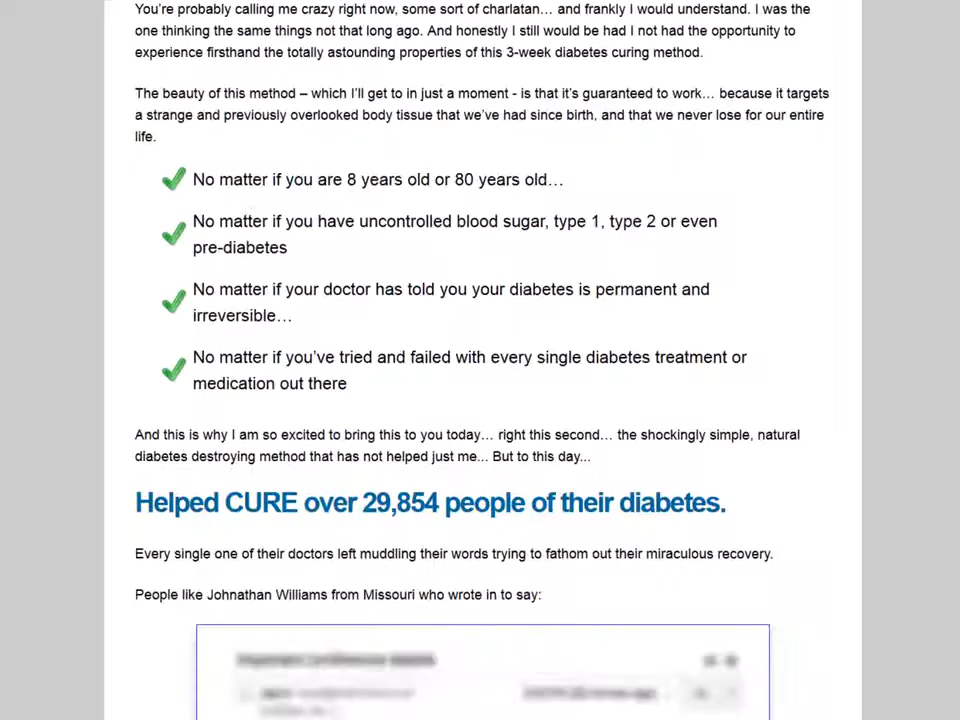 You’re probably calling me crazy right now, some sort of charlatan… and frankly I would understand. I was the
one thinking the same things not that long ago. And honestly I still would be had I not had the opportunity to
experience firsthand the totally astounding properties of this 3-week diabetes curing method.
The beauty of this method – which I’ll get to in just a moment - is that it’s guaranteed to work… because it targets
a strange and previously overlooked body tissue that we’ve had since birth, and that we never lose for our entire
life.
No matter if you are 8 years old or 80 years old…
No matter if you have uncontrolled blood sugar, type 1, type 2 or even
pre-diabetes
No matter if your doctor has told you your diabetes is permanent and
irreversible…
No matter if you’ve tried and failed with every single diabetes treatment or
medication out there
And this is why I am so excited to bring this to you today… right this second… the shockingly simple, natural
diabetes destroying method that has not helped just me... But to this day...
Helped CURE over 29,854 people of their diabetes.
Every single one of their doctors left muddling their words trying to fathom out their miraculous recovery.
People like Johnathan Williams from Missouri who wrote in to say: